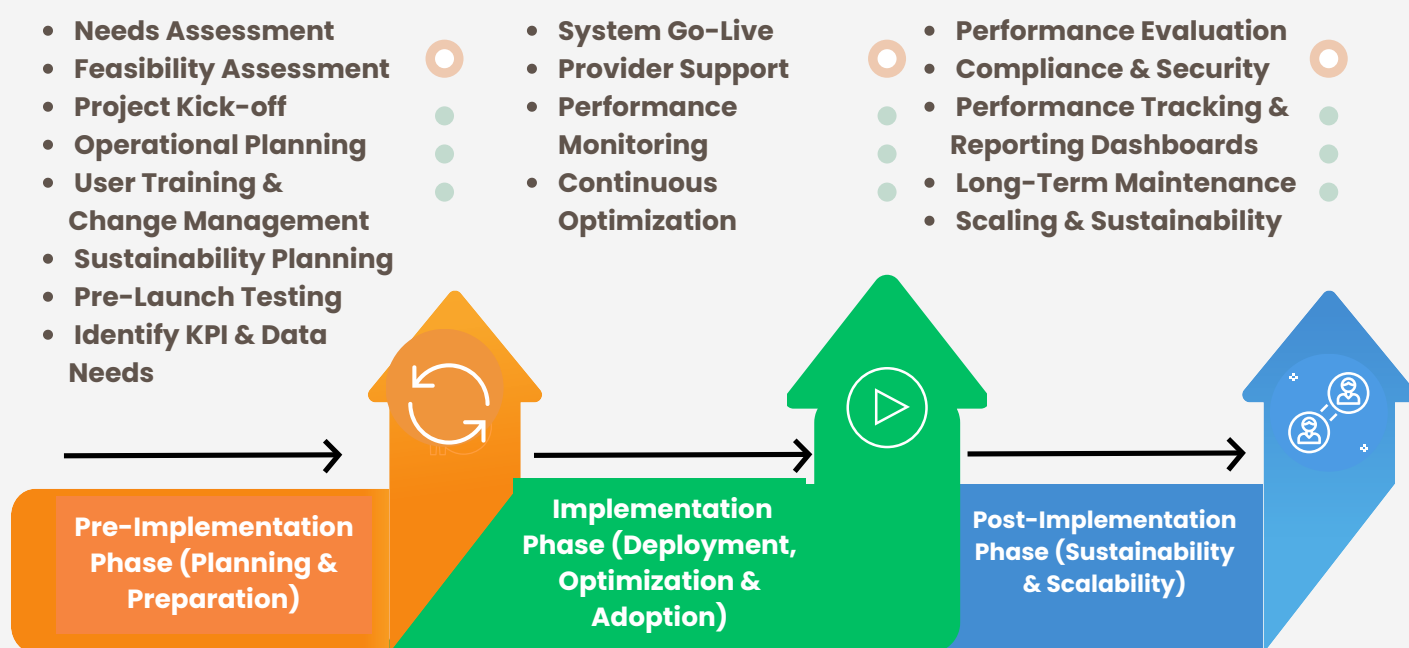 • Needs Assessment
• Feasibility Assessment
• Project Kick-off
• Operational Planning
• User Training &
Change Management
• Sustainability Planning
• Pre-Launch Testing
• Identify KPI & Data
Needs
• System Go-Live
• Provider Support
• Performance
Monitoring
• Continuous
Optimization
• Performance Evaluation
• Compliance & Security
• Performance Tracking &
Reporting Dashboards
• Long-Term Maintenance
• Scaling & Sustainability
Pre-Implementation
Phase (Planning &
Preparation)
Implementation
Phase (Deployment,
Optimization &
Adoption)
Post-Implementation
Phase (Sustainability
& Scalability)